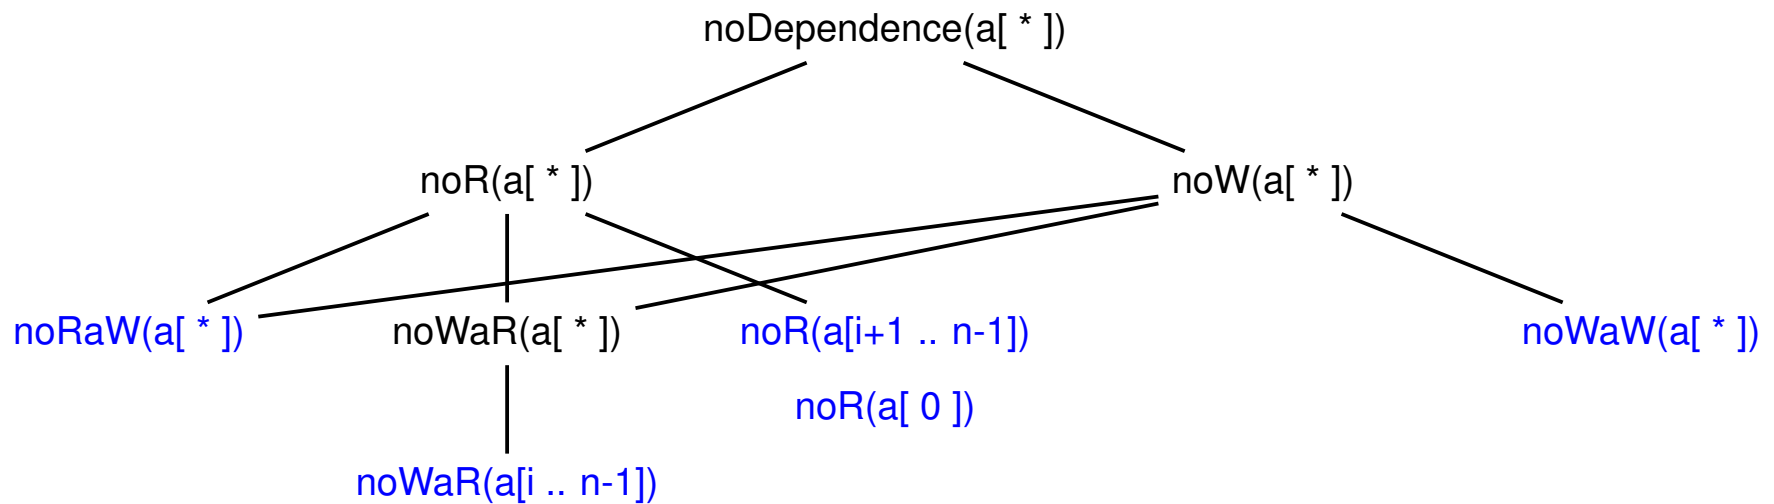 noDependence(a[ * ])
noR(a[ * ])
noW(a[ * ])
noRaW(a[ * ])
noWaR(a[ * ])
noR(a[i+1 .. n-1])
noWaW(a[ * ])
noR(a[ 0 ])
noWaR(a[i .. n-1])